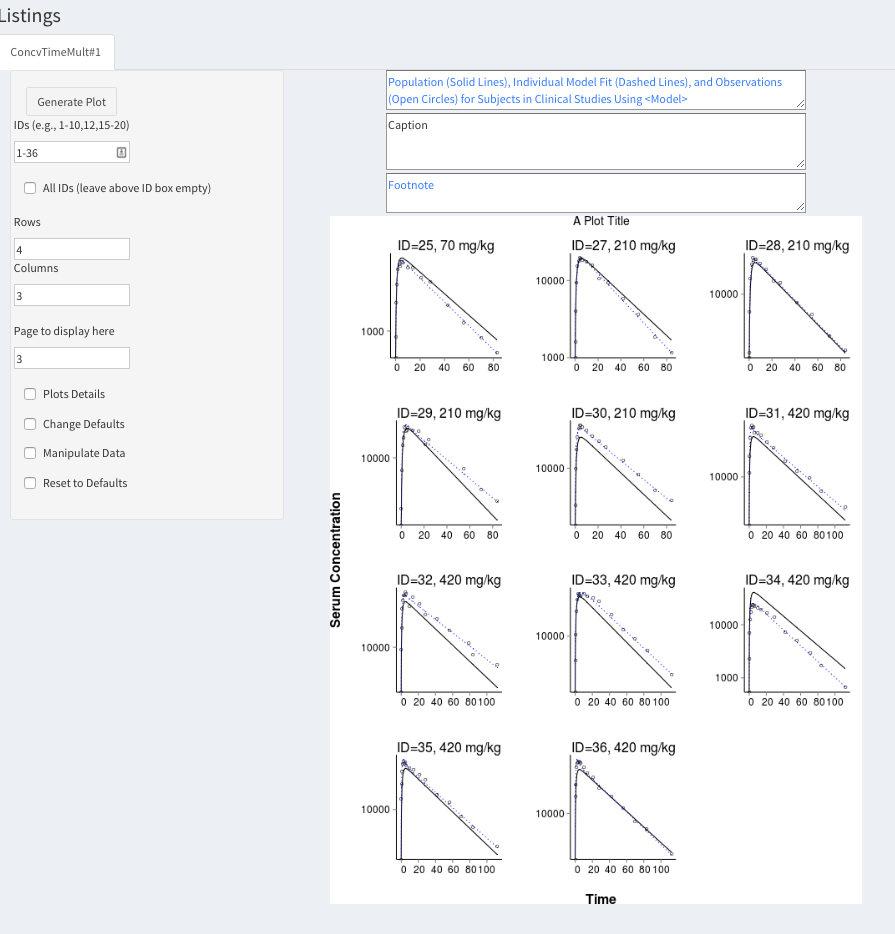 Listings
ConcvTimeMult#1
Generate Plot
IDs (e.g., 1-10,12,15-20)
1-36
All IDs (leave above ID box empty)
Rows
4
Columns
3
Page to display here
3
Plots Details
Change Defaults
Manipulate Data
Reset to Defaults
Population (Solid Lines), Individual Model Fit (Dashed Lines), and Observations
(Open Circles) for Subjects in Clinical Studies Using <Model>
Caption
Footnote
A Plot Title
Serum Concentration
ID=25, 70 mg/kg
1000
0 20 40 60 80
ID=27, 210 mg/kg
10000
1000
0 20 40 60 80
ID=28, 210 mg/kg
10000
0 20 40 60 80
ID=29, 210 mg/kg
10000
0 20 40 60 80
ID=30, 210 mg/kg
10000
0 20 40 60 80
ID=31, 420 mg/kg
10000
0 20 40 60 80 100
ID=32, 420 mg/kg
10000
0 20 40 60 80 100
ID=33, 420 mg/kg
10000
0 20 40 60 80 100
ID=34, 420 mg/kg
10000
1000
0 20 40 60 80 100
ID=35, 420 mg/kg
10000
0 20 40 60 80 100
ID=36, 420 mg/kg
10000
0 20 40 60 80 100
Time